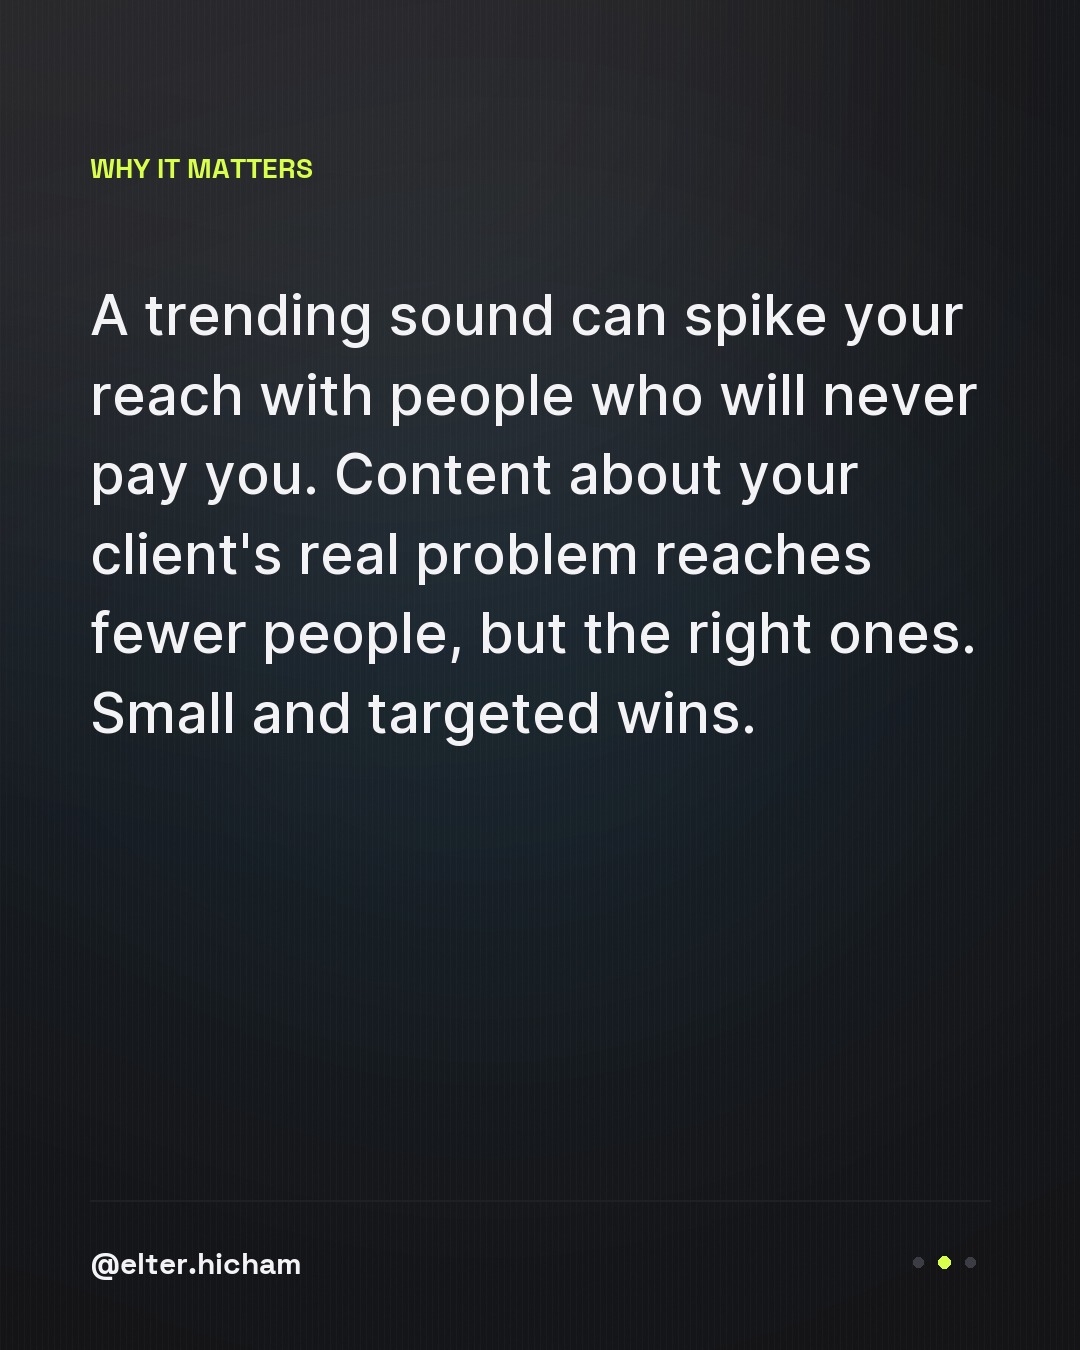 WHY IT MATTERS
A trending sound can spike your
reach with people who will never
pay you. Content about your
client's real problem reaches
fewer people, but the right ones.
Small and targeted wins.
@elter.hicham